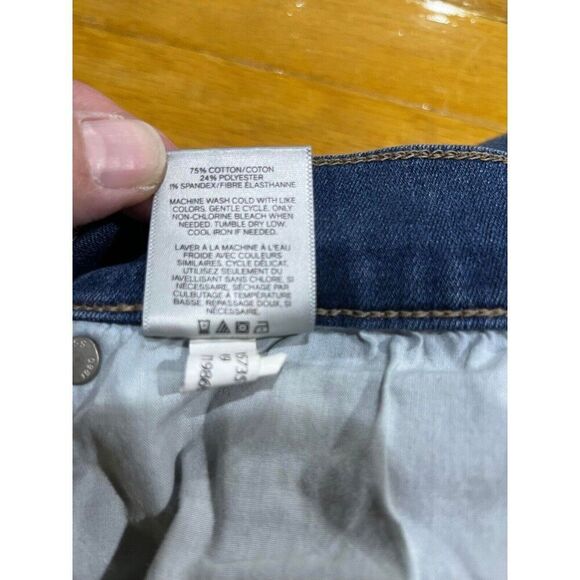 75% COTTON/COTON
24% POLYESTER
1% SPANDEX/FIBRE ELASTHANNE
MACHINE WASH COLD WITH LIKE
COLORS. GENTLE CYCLE. ONLY
NON-CHLORINE BLEACH WHEN
NEEDED. TUMBLE DRY LOW.
COOL IRON IF NEEDED.
LAVER À LA MACHINE À L'EAU
FROIDE AVEC COULEURS
SIMILAIRES. CYCLE DÉLICAT.
UTILISEZ SEULEMENT DU
JAVELLISANT SANS CHLORE, SI
NÉCESSAIRE. SÉCHAGE PAR
CULBUTAGE À TEMPÉRATURE
BASSE. REPASSAGE DOUX, SI
NÉCESSAIRE.
1980